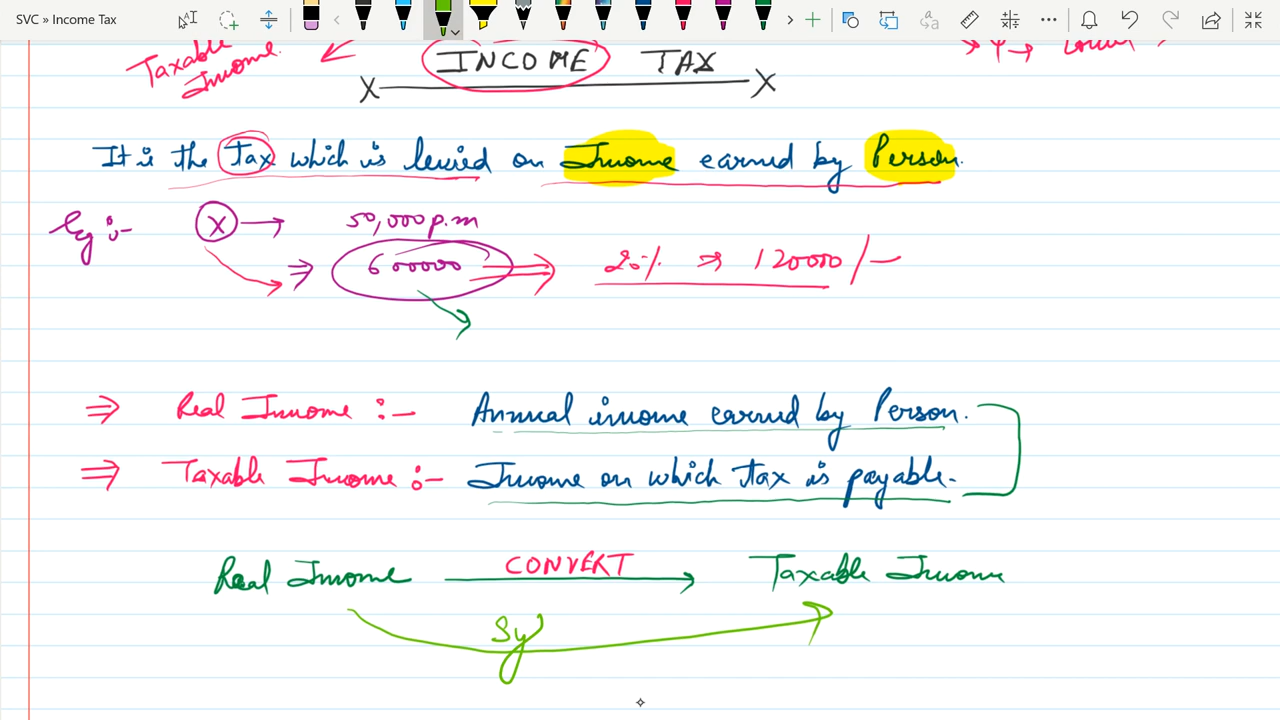 SVC » Income Tax
Taxable Income
INCOME TAX
It is the Tax which is levied on Income earned by Person.
Eg :- X → 50,000 p.m
⇒ 600000 ⇒ 20% ⇒ 120000/-
⇒ Real Income :- Annual income earned by Person.
⇒ Taxable Income :- Income on which tax is payable.
Real Income CONVERT → Taxable Income
Sy